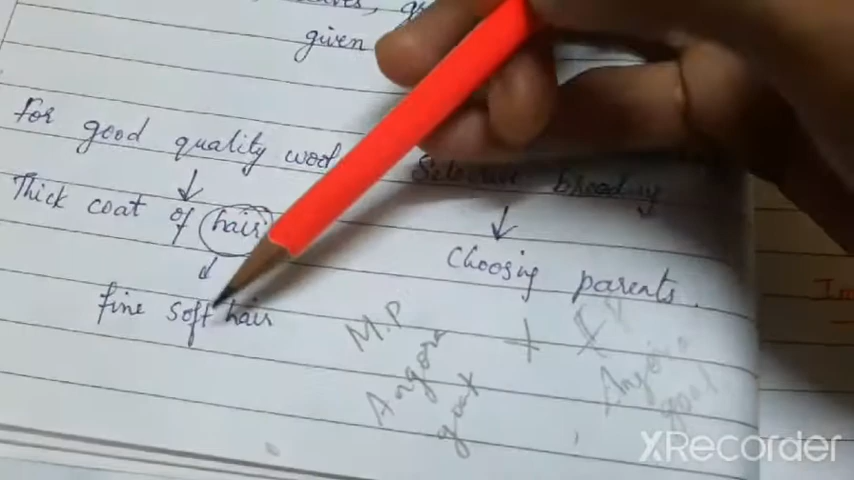 given
For good quality wool
Selective breeding
Thick coat of hair
Choosing parents.
fine soft hair
M.P
Angora
goat
+
Angora
goat
XRecorder